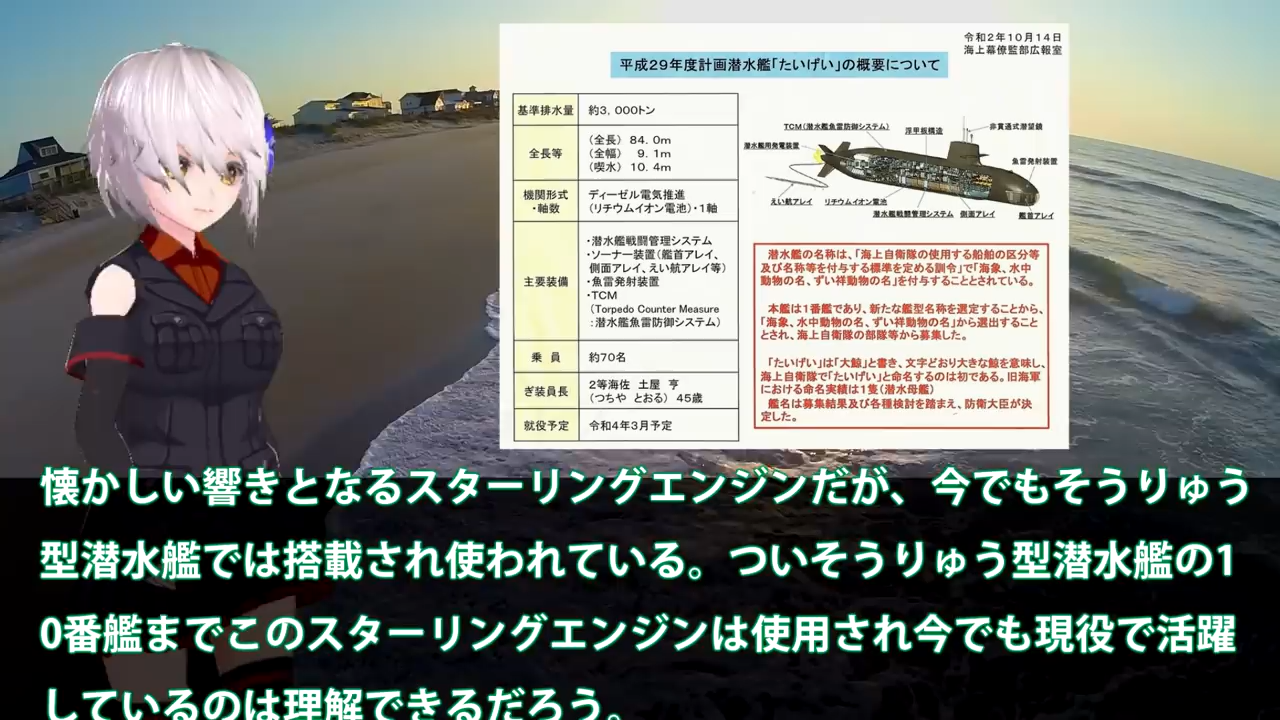 令和2年10月14日
海上幕僚監部広報室
平成29年度計画潜水艦「たいげい」の概要について
基準排水量 約3,000トン
全長等
(全長) 84.0m
(全幅) 9.1m
(喫水) 10.4m
機関形式・軸数
ディーゼル電気推進
(リチウムイオン電池)・1軸
主要装備
・潜水艦戦闘管理システム
・ソーナー装置(艦首アレイ、
側面アレイ、えい航アレイ等)
・魚雷発射装置
・TCM
(Torpedo Counter Measure
:潜水艦魚雷防御システム)
乗員 約70名
ぎ装員長
2等海佐 土屋 亨
(つちや とおる) 45歳
就役予定 令和4年3月予定
TCM(潜水艦魚雷防御システム)
浮甲板構造
非貫通式潜望鏡
潜水艦用発電装置
魚雷発射装置
えい航アレイ
リチウムイオン電池
潜水艦戦闘管理システム
側面アレイ
艦首アレイ
潜水艦の名称は、「海上自衛隊の使用する船舶の区分等
及び名称等を付与する標準を定める訓令」で「海象、水中
動物の名、ずい祥動物の名」を付与することとされている。
本艦は1番艦であり、新たな艦型名称を選定することから、
「海象、水中動物の名、ずい祥動物の名」から選出すること
とされ、海上自衛隊の部隊等から募集した。
「たいげい」は「大鯨」と書き、文字どおり大きな鯨を意味し、
海上自衛隊で「たいげい」と命名するのは初である。旧海軍
における命名実績は1隻(潜水母艦)
艦名は募集結果及び各種検討を踏まえ、防衛大臣が決
定した。
懐かしい響きとなるスターリングエンジンだが、今でもそうりゅう
型潜水艦では搭載され使われている。ついそうりゅう型潜水艦の1
0番艦までこのスターリングエンジンは使用され今でも現役で活躍
しているのは理解できるだろう。